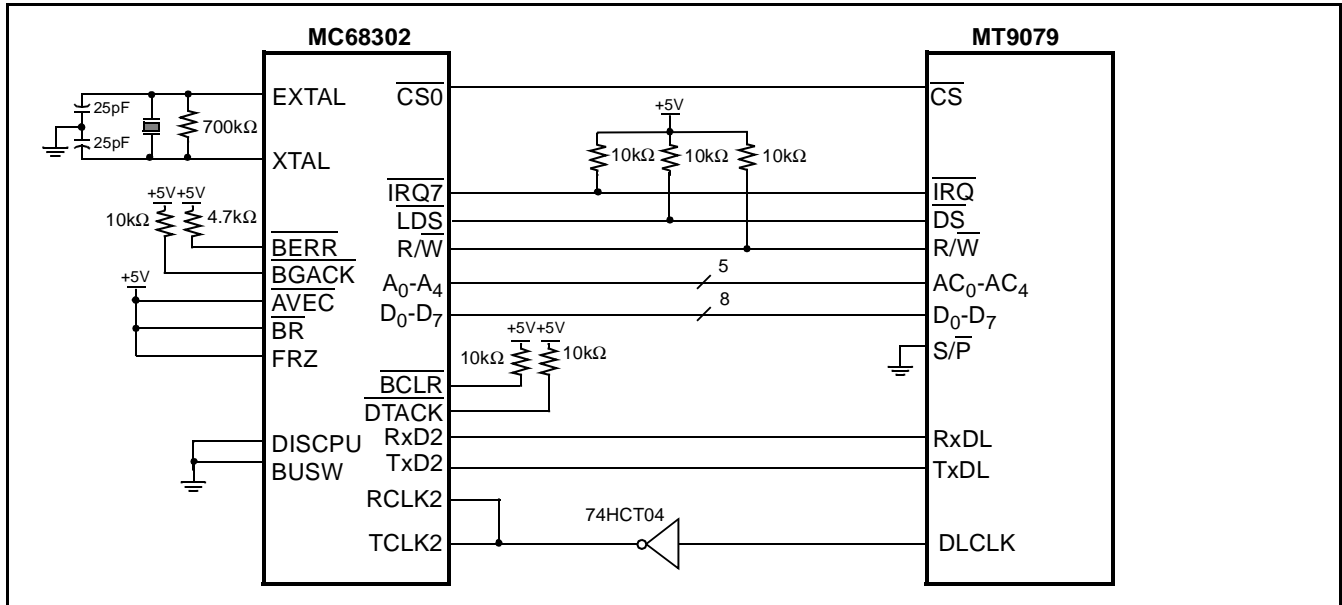 MC68302
MT9079
EXTAL
25pF
25pF
700kΩ
XTAL
+5V +5V
10kΩ
4.7kΩ
BERR
BGACK
+5V
AVEC
BR
FRZ
DISCPU
BUSW
CS0
IRQ7
LDS
R/W
A0-A4
D0-D7
BCLR
DTACK
RxD2
TxD2
RCLK2
TCLK2
+5V
10kΩ
10kΩ
10kΩ
5
8
+5V +5V
10kΩ
10kΩ
74HCT04
CS
IRQ
DS
R/W
AC0-AC4
D0-D7
S/P
RxDL
TxDL
DLCLK